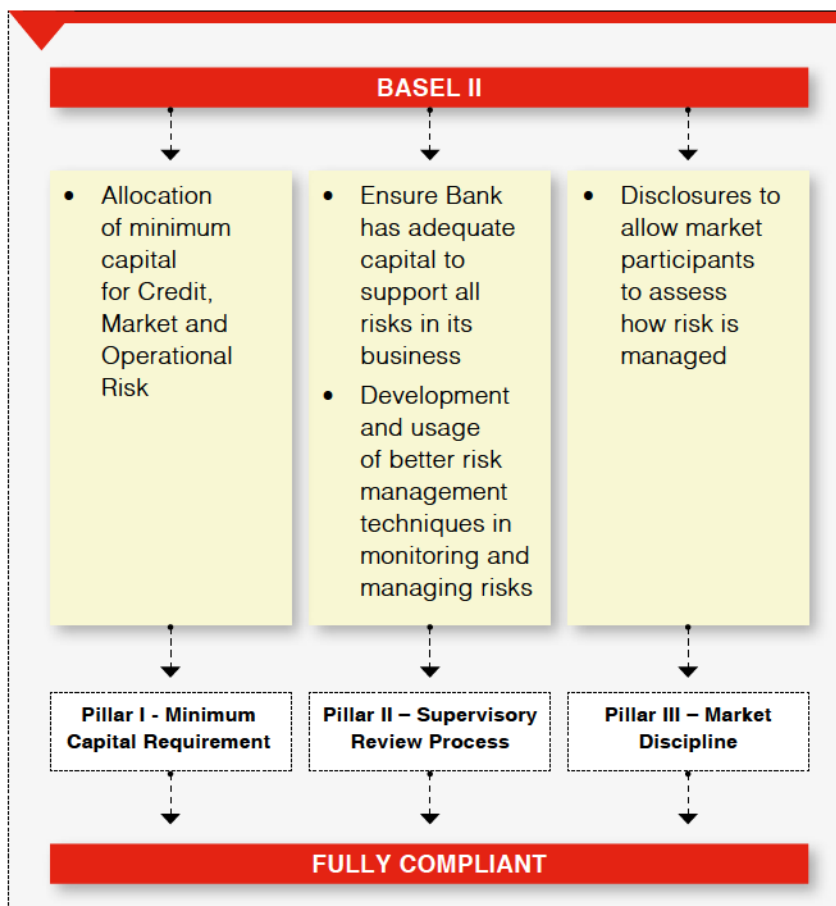 BASEL II
• Allocation
of minimum
capital
for Credit,
Market and
Operational
Risk
• Ensure Bank
has adequate
capital to
support all
risks in its
business
• Development
and usage
of better risk
management
techniques in
monitoring and
managing risks
• Disclosures to
allow market
participants
to assess
how risk is
managed
Pillar I - Minimum
Capital Requirement
Pillar II – Supervisory
Review Process
Pillar III – Market
Discipline
FULLY COMPLIANT